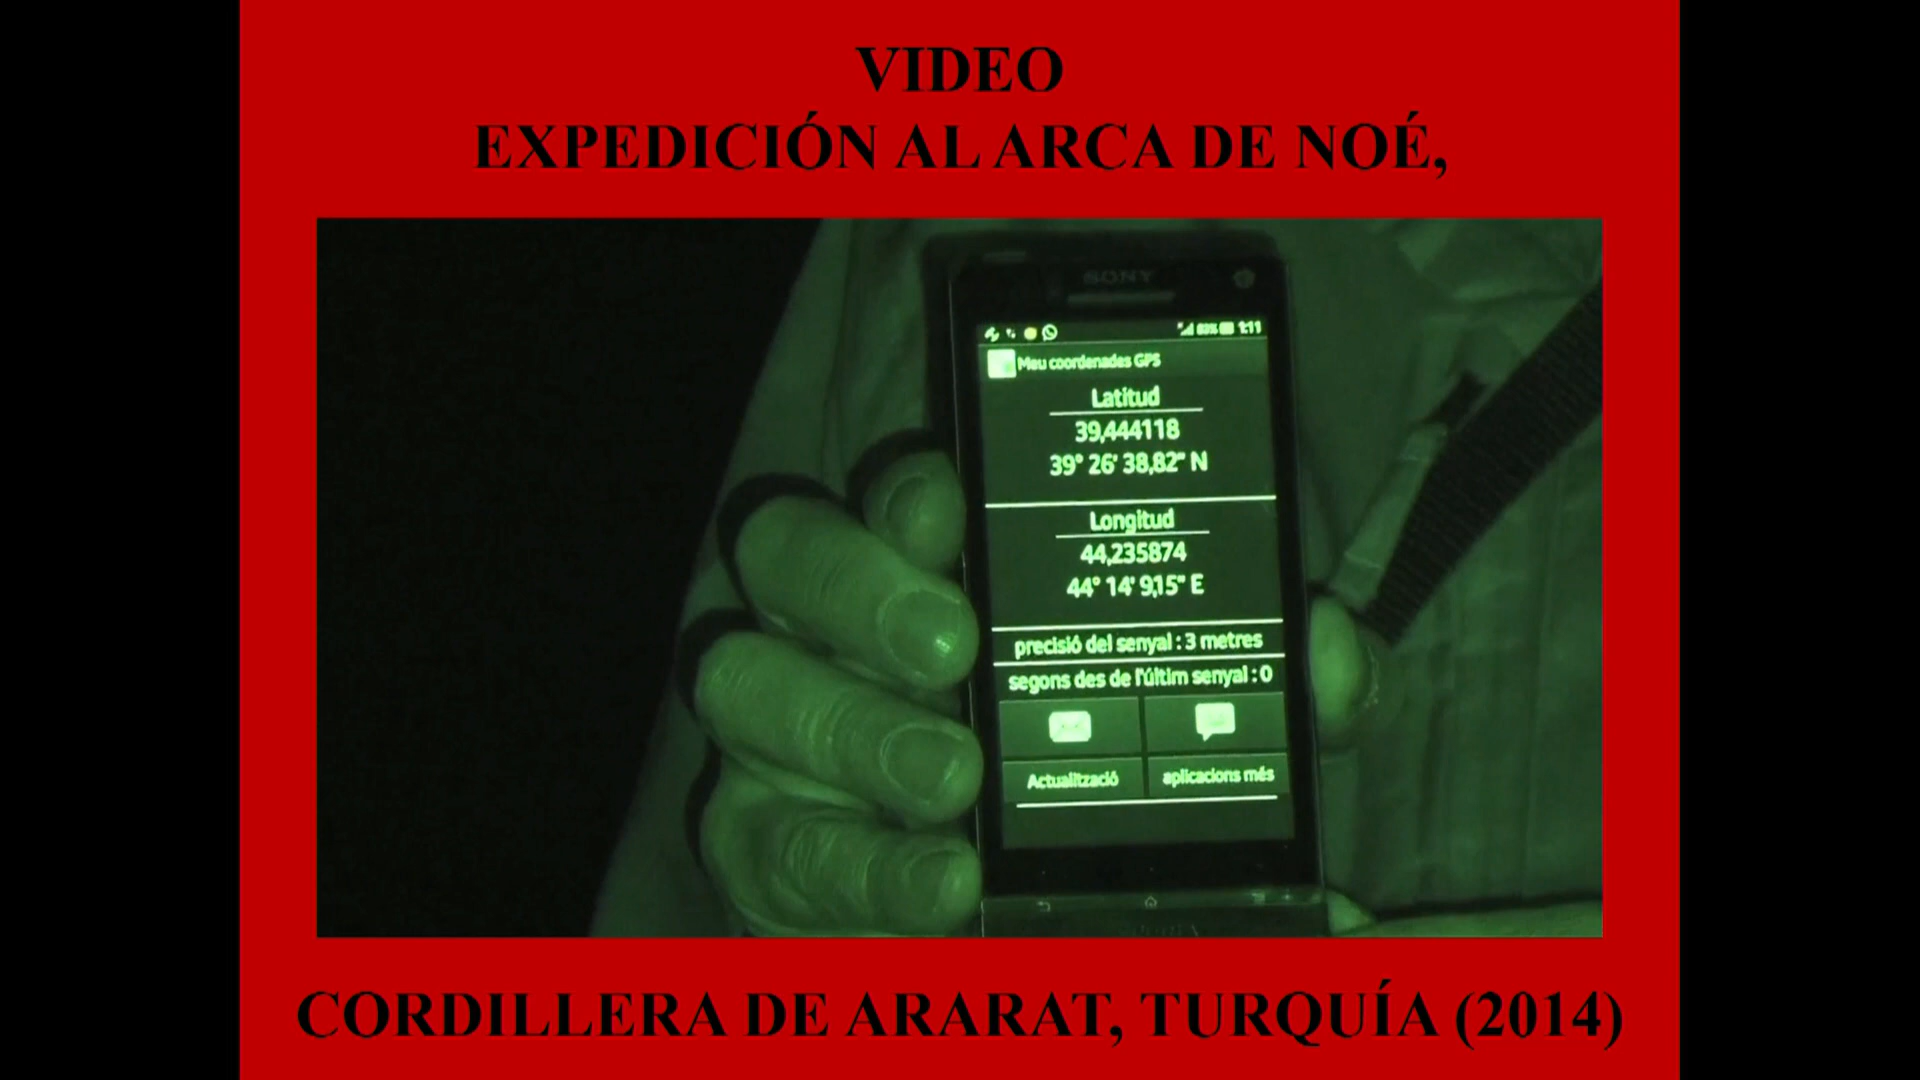 VIDEO
EXPEDICIÓN AL ARCA DE NOÉ,
SONY
83% 1:11
Meu coordenades GPS
Latitud
39,444118
39° 26' 38,82" N
Longitud
44,235874
44° 14' 9,15" E
precisió del senyal : 3 metres
segons des de l'últim senyal : 0
Actualització aplicacions més
CORDILLERA DE ARARAT, TURQUÍA (2014)